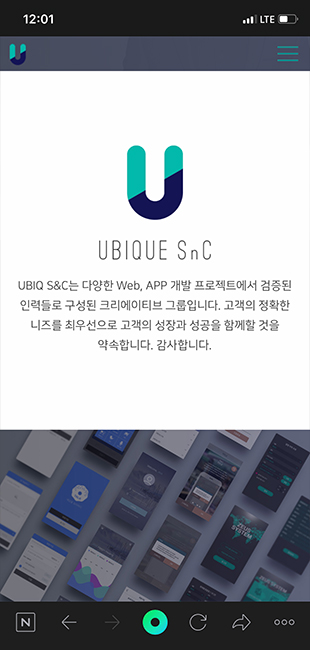 12:01
LTE
U
U
UBIQUE SnC
UBIQ S&C는 다양한 Web, APP 개발 프로젝트에서 검증된
인력들로 구성된 크리에이티브 그룹입니다. 고객의 정확한
니즈를 최우선으로 고객의 성장과 성공을 함께할 것을
약속합니다. 감사합니다.
ZEUS
SYSTEM
N